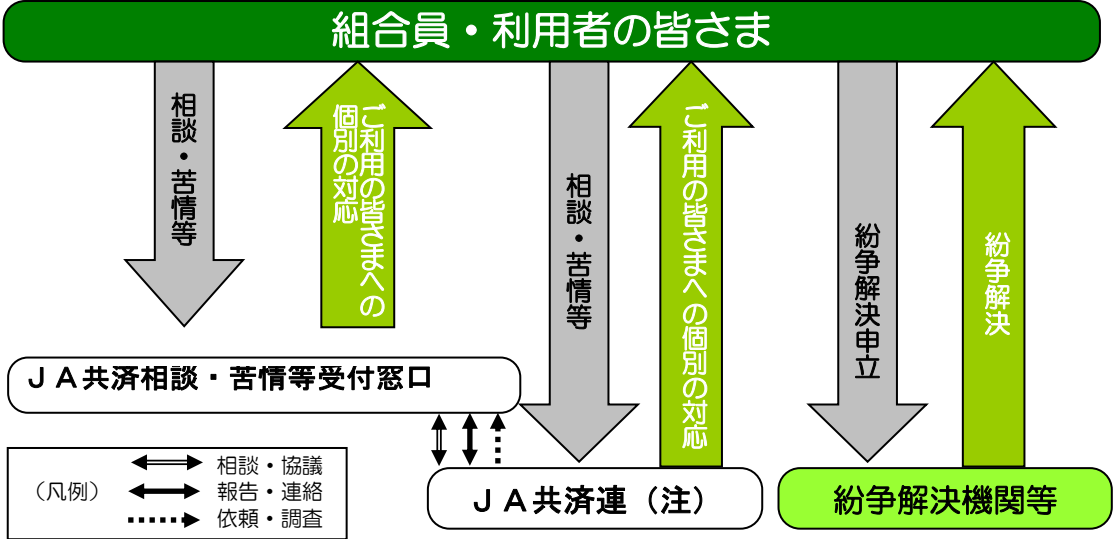 組合員・利用者の皆さま
相談・苦情等
ご利用の皆さまへの
個別の対応
相談・苦情等
ご利用の皆さまへの個別の対応
紛争解決申立
紛争解決
ＪＡ共済相談・苦情等受付窓口
ＪＡ共済連（注）
紛争解決機関等
（凡例）
相談・協議
報告・連絡
依頼・調査